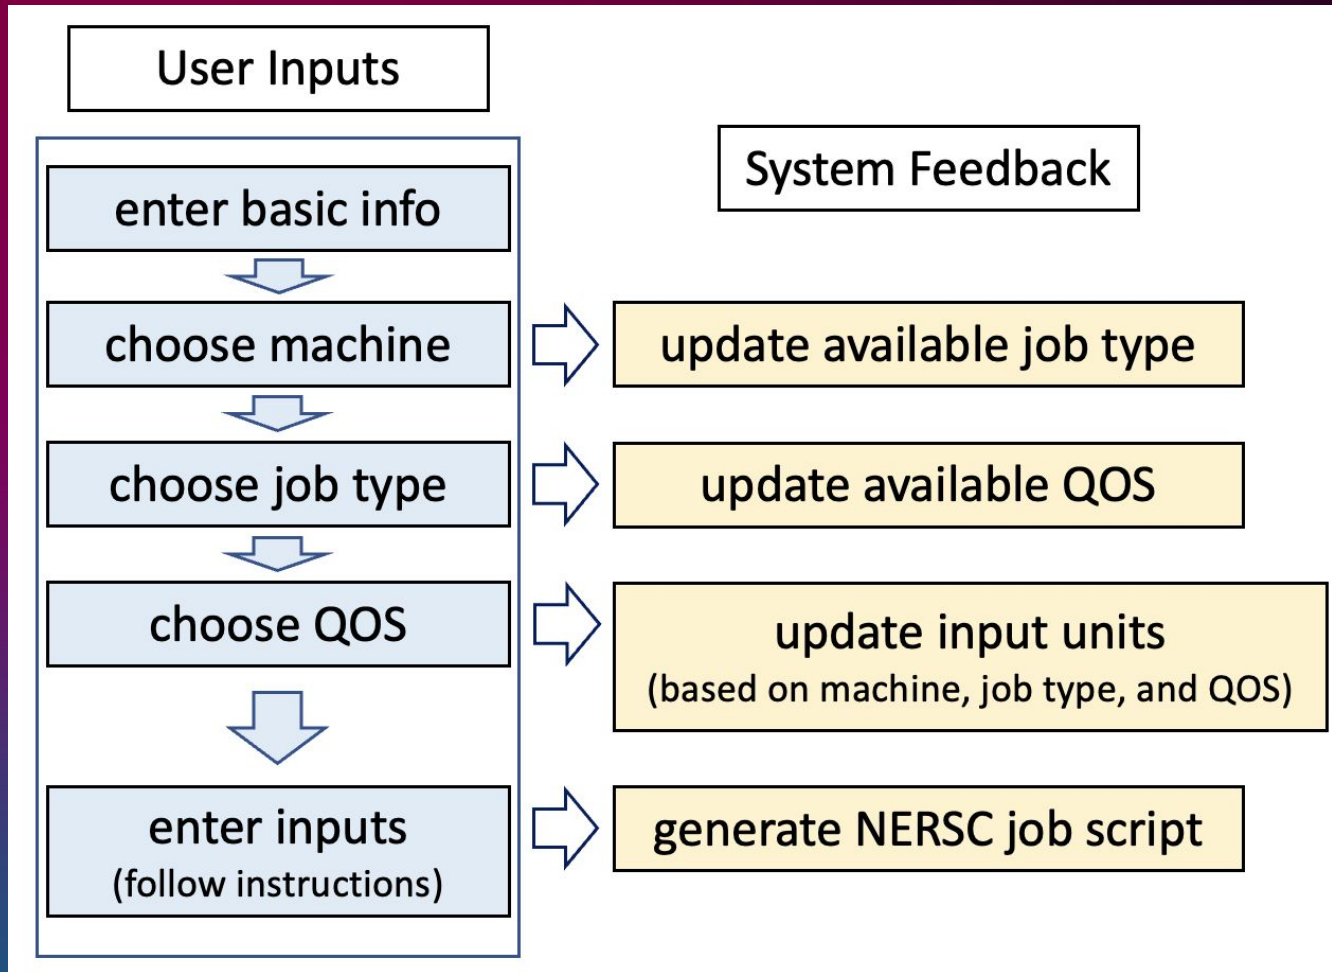 User Inputs
System Feedback
enter basic info
choose machine
update available job type
choose job type
update available QOS
choose QOS
update input units
(based on machine, job type, and QOS)
enter inputs
(follow instructions)
generate NERSC job script